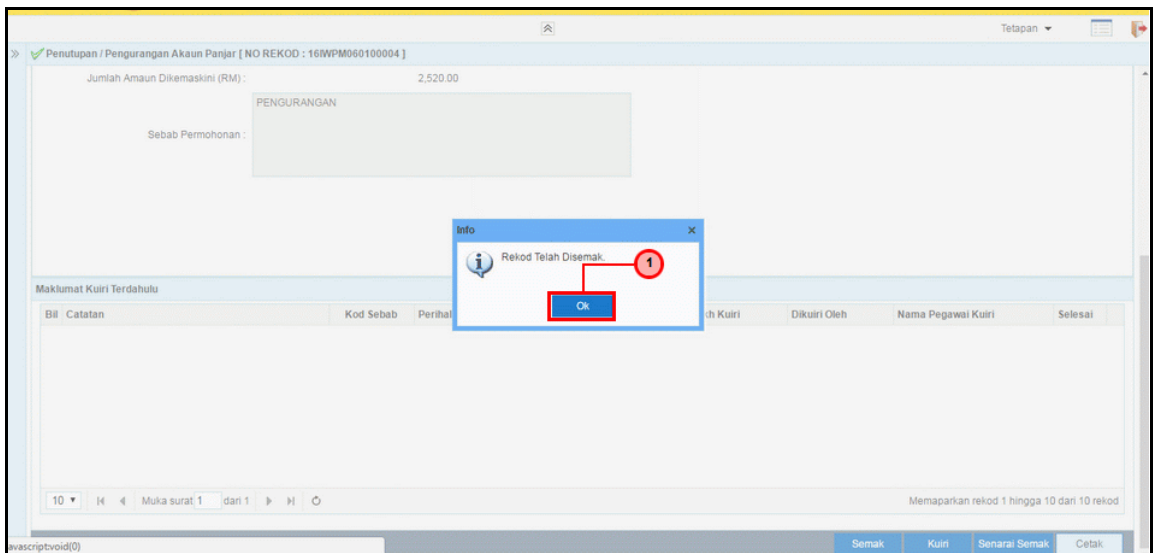 Tetapan
Penutupan / Pengurangan Akaun Panjar [ NO REKOD : 16IWPM060100004 ]
Jumlah Amaun Dikemaskini (RM) : 2,520.00
PENGURANGAN
Sebab Permohonan :
Info
Rekod Telah Disemak.
1
Ok
Maklumat Kuiri Terdahulu
Bil Catatan Kod Sebab Perihal kh Kuiri Dikuiri Oleh Nama Pegawai Kuiri Selesai
10 Muka surat 1 dari 1 Memaparkan rekod 1 hingga 10 dari 10 rekod
avascript:void(0) Semak Kuiri Senarai Semak Cetak